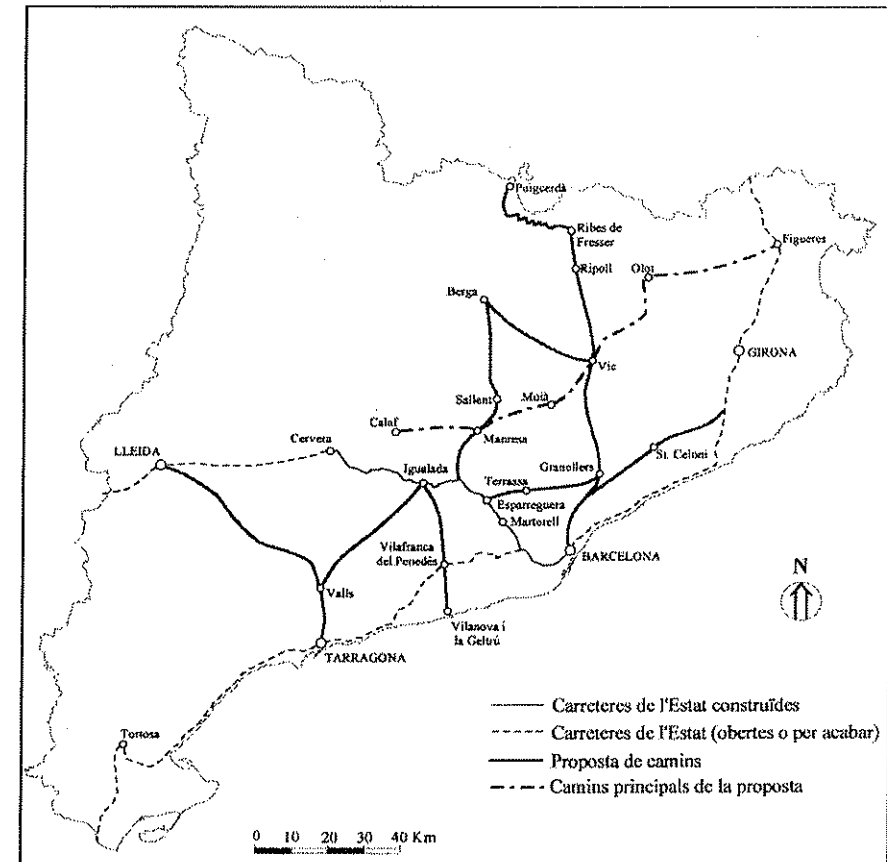 Puigcerdà
Ribes de
Fresser
Figueres
Ripoll
Olot
Berga
GIRONA
Vic
Sallent
Moià
Calaf
Manresa
Cervera
LLEIDA
Igualada
Granollers
St. Celoni
Terrassa
Esparreguera
Martorell
Vilafranca
del Penedès
BARCELONA
N
Valls
Vilanova i
la Geltrú
TARRAGONA
Carreteres de l'Estat construïdes
Carreteres de l'Estat (obertes o per acabar)
Tortosa
Proposta de camins
Camins principals de la proposta
0 10 20 30 40 Km